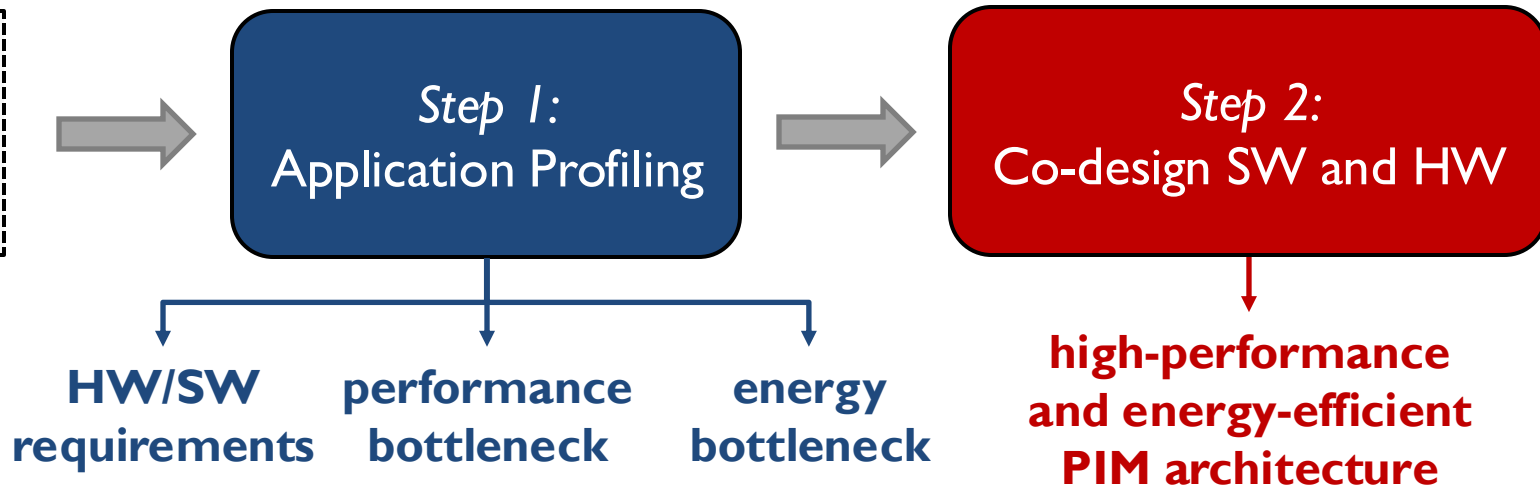 Step 1:
Application Profiling
Step 2:
Co-design SW and HW
HW/SW
requirements
performance
bottleneck
energy
bottleneck
high-performance
and energy-efficient
PIM architecture